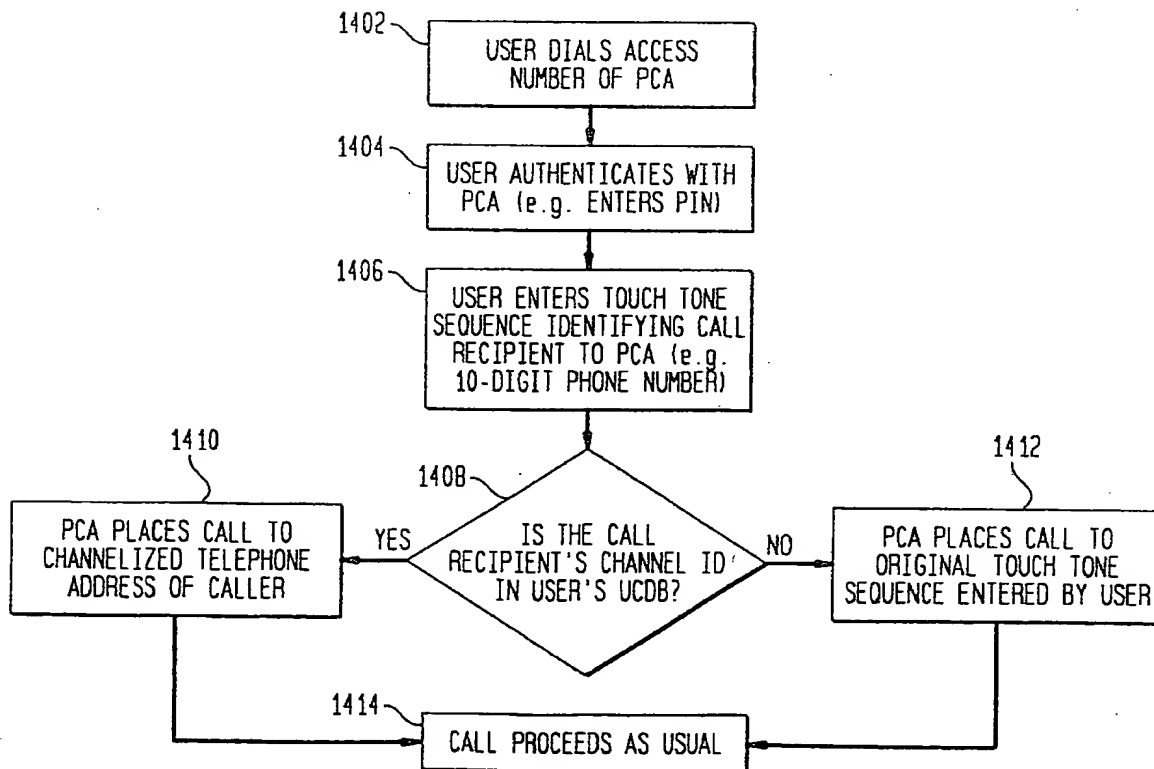 1402
USER DIALS ACCESS
NUMBER OF PCA
1404
USER AUTHENTICATES WITH
PCA (e.g. ENTERS PIN)
1406
USER ENTERS TOUCH TONE
SEQUENCE IDENTIFYING CALL
RECIPIENT TO PCA (e.g.
10-DIGIT PHONE NUMBER)
1408
IS THE CALL
RECIPIENT'S CHANNEL ID
IN USER'S UCDB?
YES
NO
1410
PCA PLACES CALL TO
CHANNELIZED TELEPHONE
ADDRESS OF CALLER
1412
PCA PLACES CALL TO
ORIGINAL TOUCH TONE
SEQUENCE ENTERED BY USER
1414
CALL PROCEEDS AS USUAL